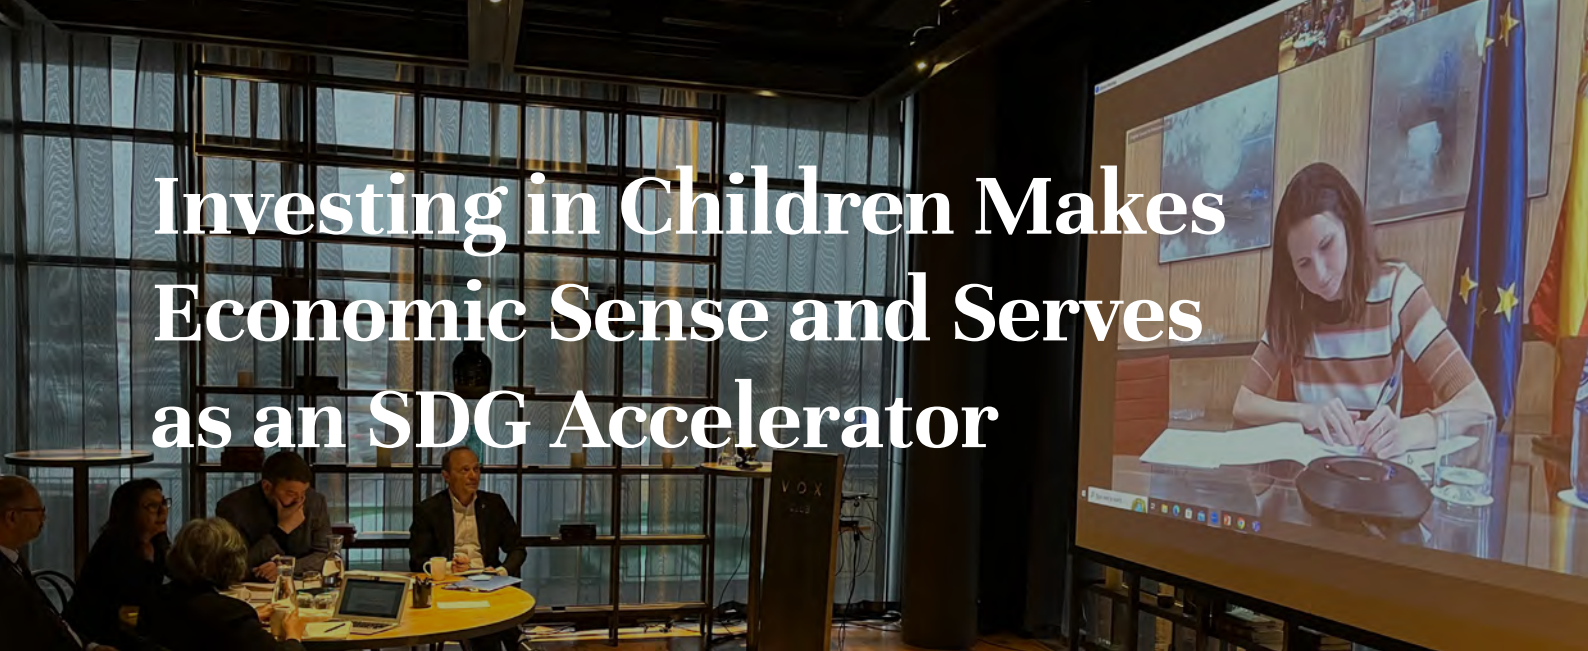 Investing in Children Makes
Economic Sense and Serves
as an SDG Accelerator
VOX